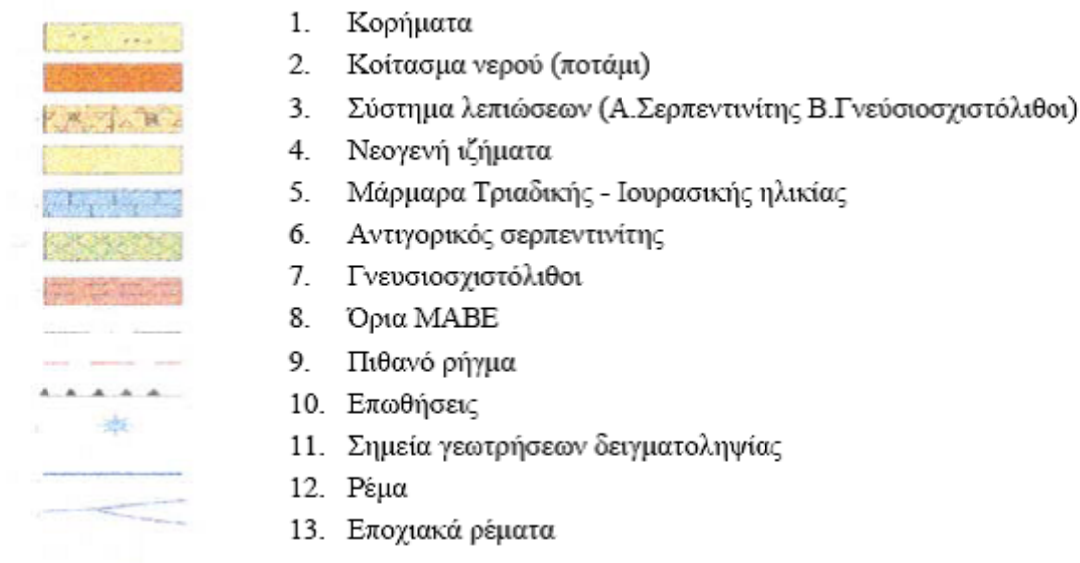 1. Κορήματα
2. Κοίτασμα νερού (ποτάμι)
3. Σύστημα λεπιώσεων (Α.Σερπεντινίτης Β.Γνεύσιοσχιστόλιθοι)
4. Νεογενή ιζήματα
5. Μάρμαρα Τριαδικής - Ιουρασικής ηλικίας
6. Αντιγορικός σερπεντινίτης
7. Γνευσιοσχιστόλιθοι
8. Όρια ΜΑΒΕ
9. Πιθανό ρήγμα
10. Επωθήσεις
11. Σημεία γεωτρήσεων δειγματοληψίας
12. Ρέμα
13. Εποχιακά ρέματα